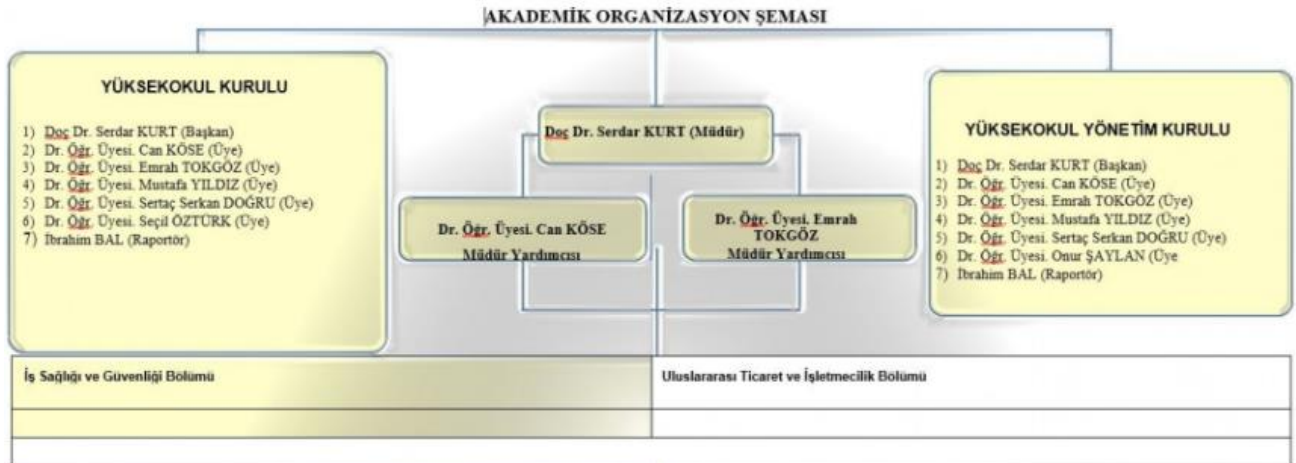 AKADEMİK ORGANİZASYON ŞEMASI
YÜKSEKOKUL KURULU
1) Doç Dr. Serdar KURT (Başkan)
2) Dr. Öğr. Üyesi. Can KÖSE (Üye)
3) Dr. Öğr. Üyesi. Emrah TOKGÖZ (Üye)
4) Dr. Öğr. Üyesi. Mustafa YILDIZ (Üye)
5) Dr. Öğr. Üyesi. Sertaç Serkan DOĞRU (Üye)
6) Dr. Öğr. Üyesi. Seçil ÖZTÜRK (Üye)
7) İbrahim BAL (Raportör)
Doç Dr. Serdar KURT (Müdür)
Dr. Öğr. Üyesi. Can KÖSE
Müdür Yardımcısı
Dr. Öğr. Üyesi. Emrah
TOKGÖZ
Müdür Yardımcısı
YÜKSEKOKUL YÖNETİM KURULU
1) Doç Dr. Serdar KURT (Başkan)
2) Dr. Öğr. Üyesi. Can KÖSE (Üye)
3) Dr. Öğr. Üyesi. Emrah TOKGÖZ (Üye)
4) Dr. Öğr. Üyesi. Mustafa YILDIZ (Üye)
5) Dr. Öğr. Üyesi. Sertaç Serkan DOĞRU (Üye)
6) Dr. Öğr. Üyesi. Onur ŞAYLAN (Üye
7) İbrahim BAL (Raportör)
İş Sağlığı ve Güvenliği Bölümü
Uluslararası Ticaret ve İşletmecilik Bölümü